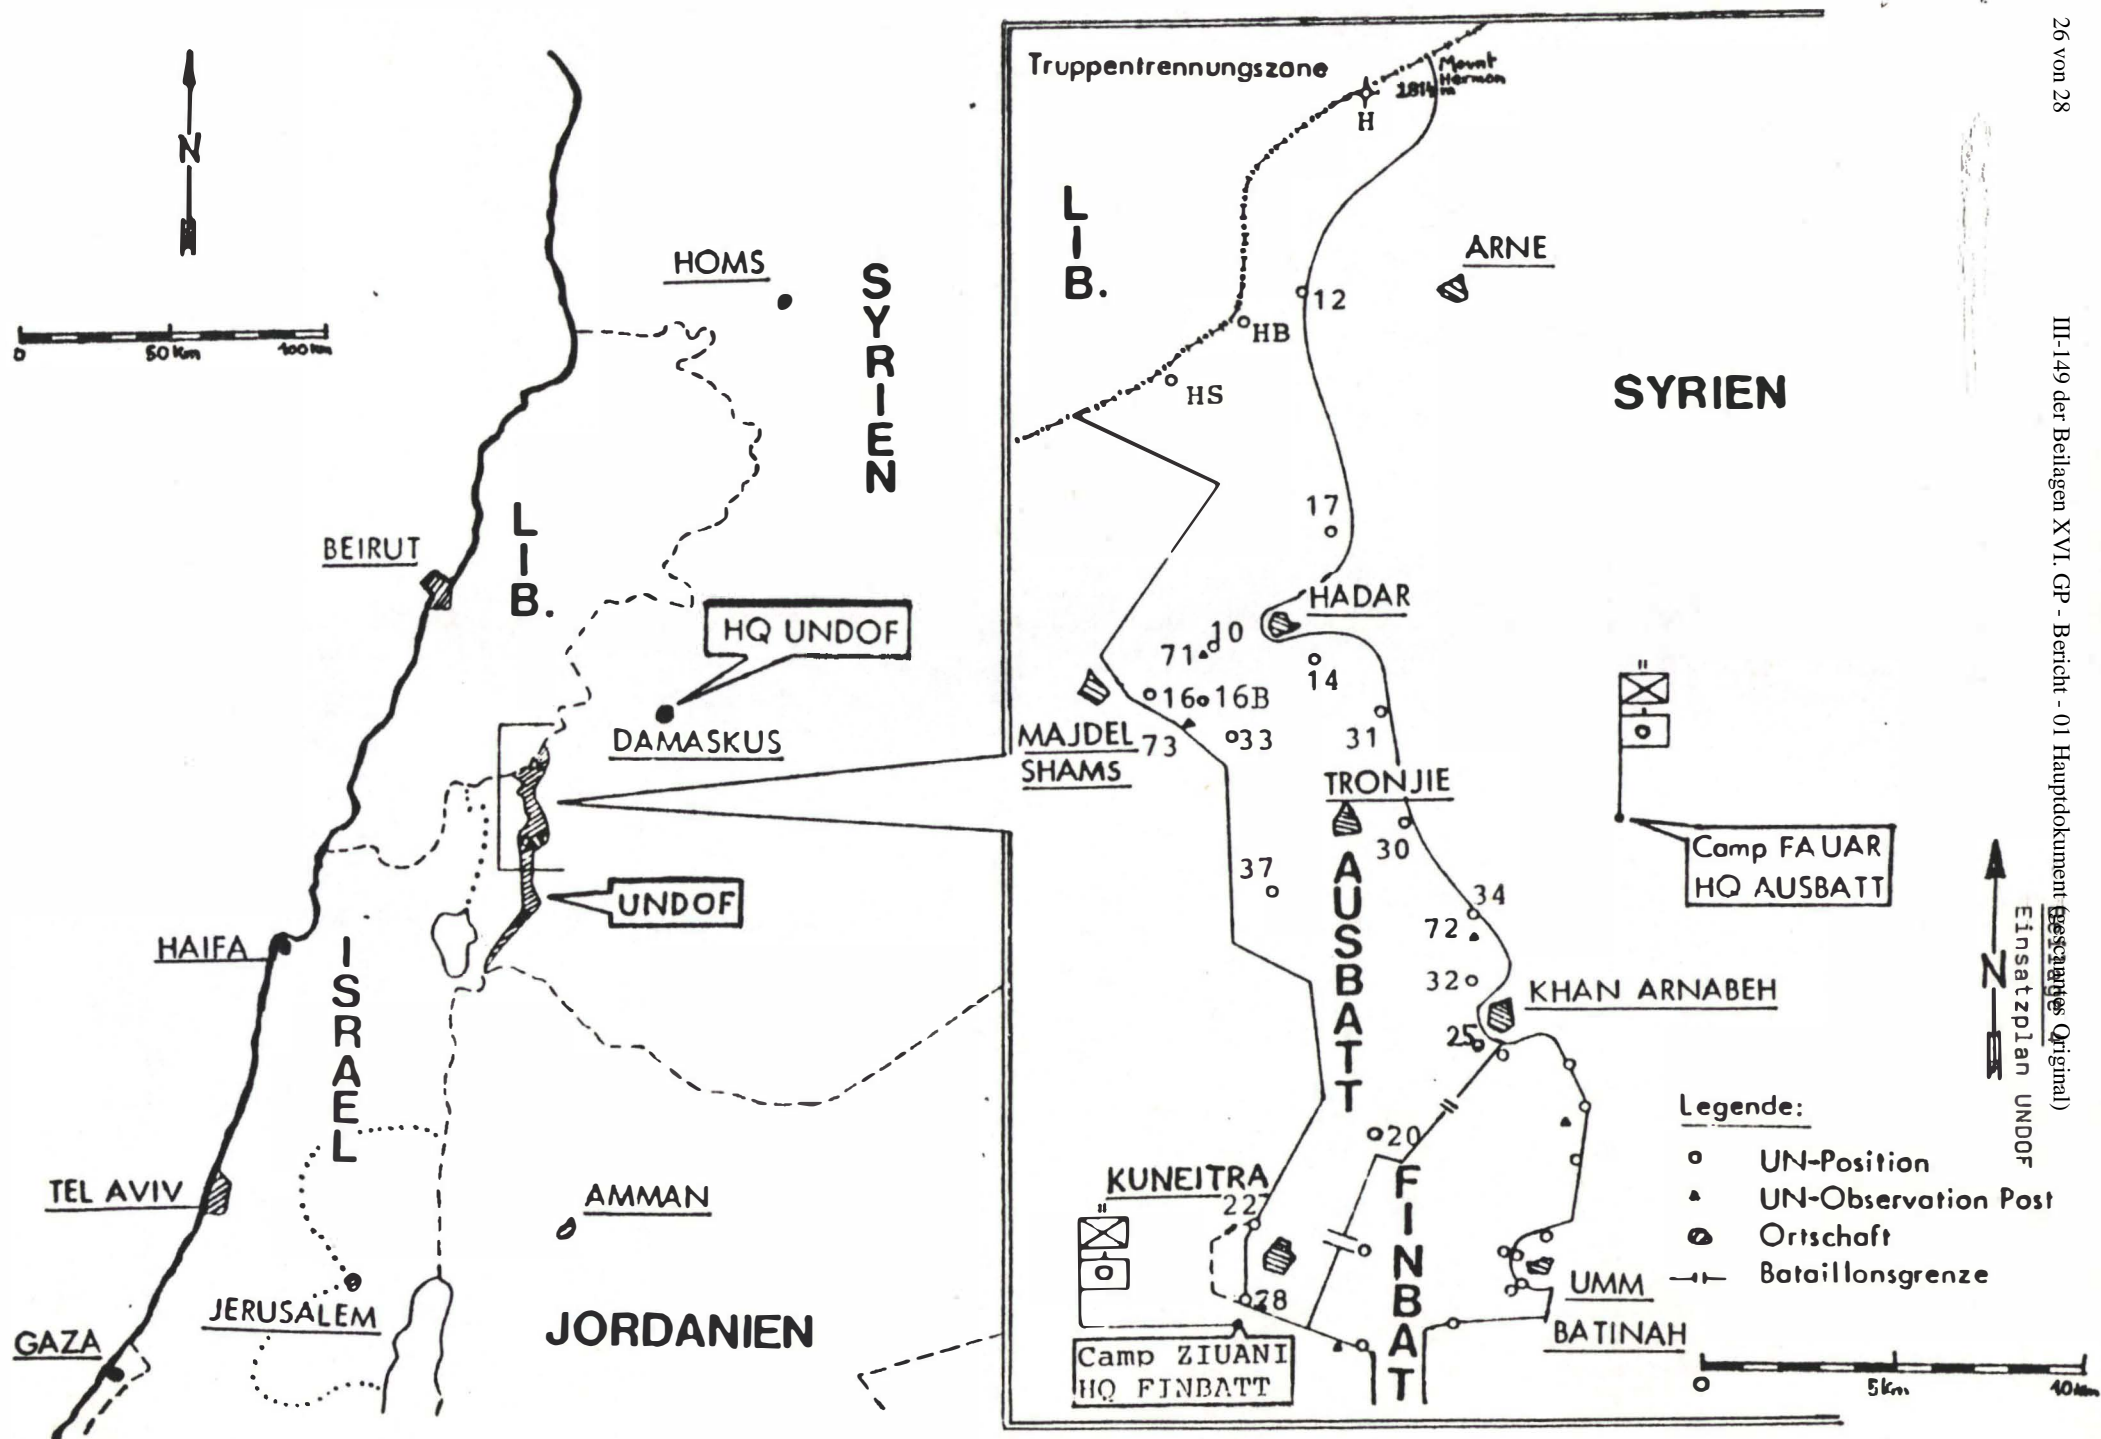 N
0
50 Km
100 Km
HOMS
SYRIEN
BEIRUT
LIB.
HQ UNDOF
DAMASKUS
UNDOF
HAIFA
ISRAEL
TEL AVIV
AMMAN
JERUSALEM
JORDANIEN
GAZA
Truppentrennungszone
Mount
Hermon
2814 m
H
LIB.
ARNE
12
HB
HS
SYRIEN
17
HADAR
10
71
14
16
16B
MAJDEL
SHAMS
73
33
31
TRONJIE
30
37
AUSBATT
34
72
32
KHAN ARNABEH
25
Camp FAUAR
HQ AUSBATT
20
KUNEITRA
22
FINBAT
28
Camp ZIUANI
HQ FINBATT
UMM
BATINAH
Legende:
UN-Position
UN-Observation Post
Ortschaft
Bataillonsgrenze
0
5 Km
10 Km
N
26 von 28
III-149 der Beilagen XVI. GP - Bericht - 01 Hauptdokument (gescanntes Original)
Einsatzplan UNDOF